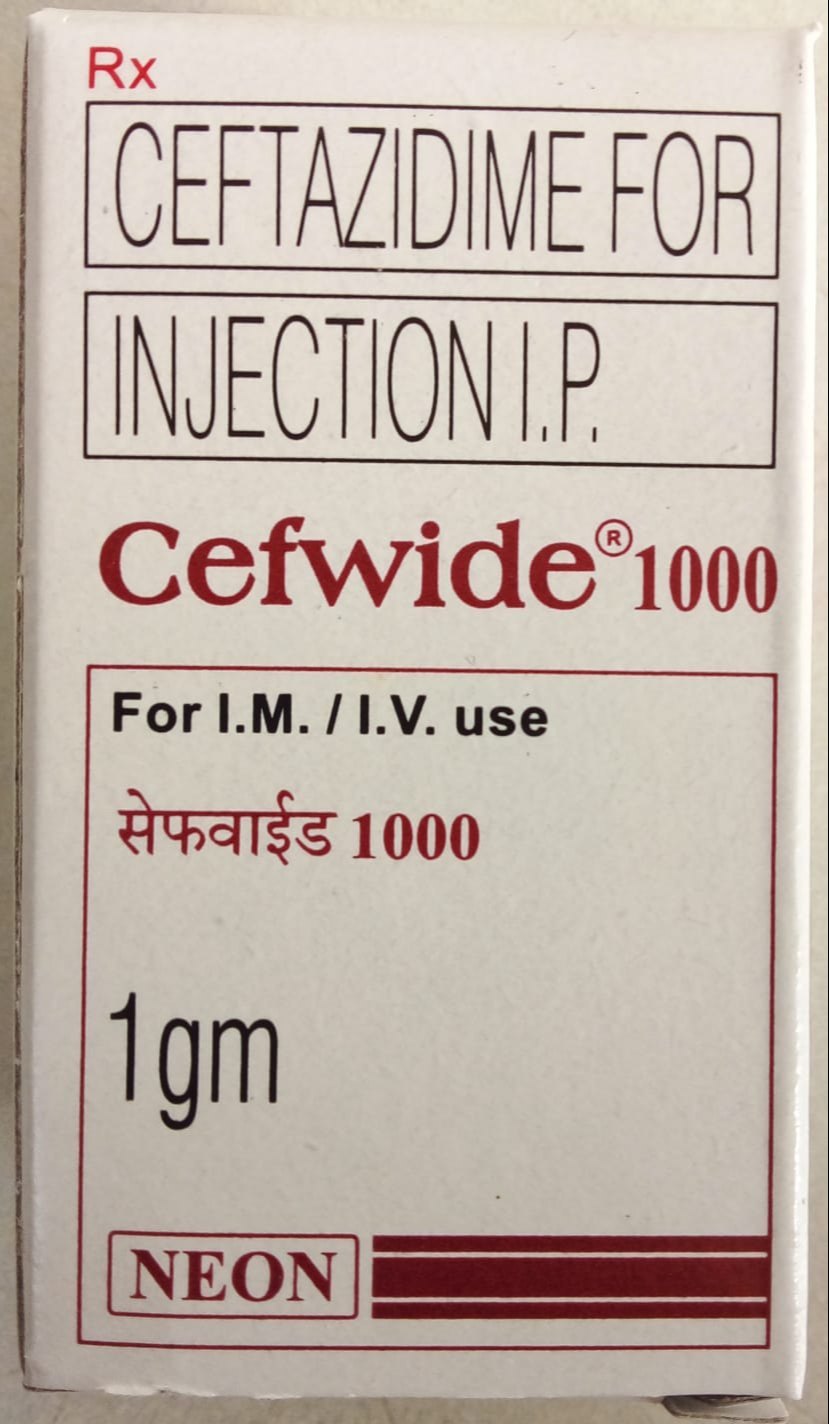 Rx
CEFTAZIDIME FOR
INJECTION I.P.
Cefwide® 1000
For I.M. / I.V. use
सेफवाईड 1000
1gm
NEON